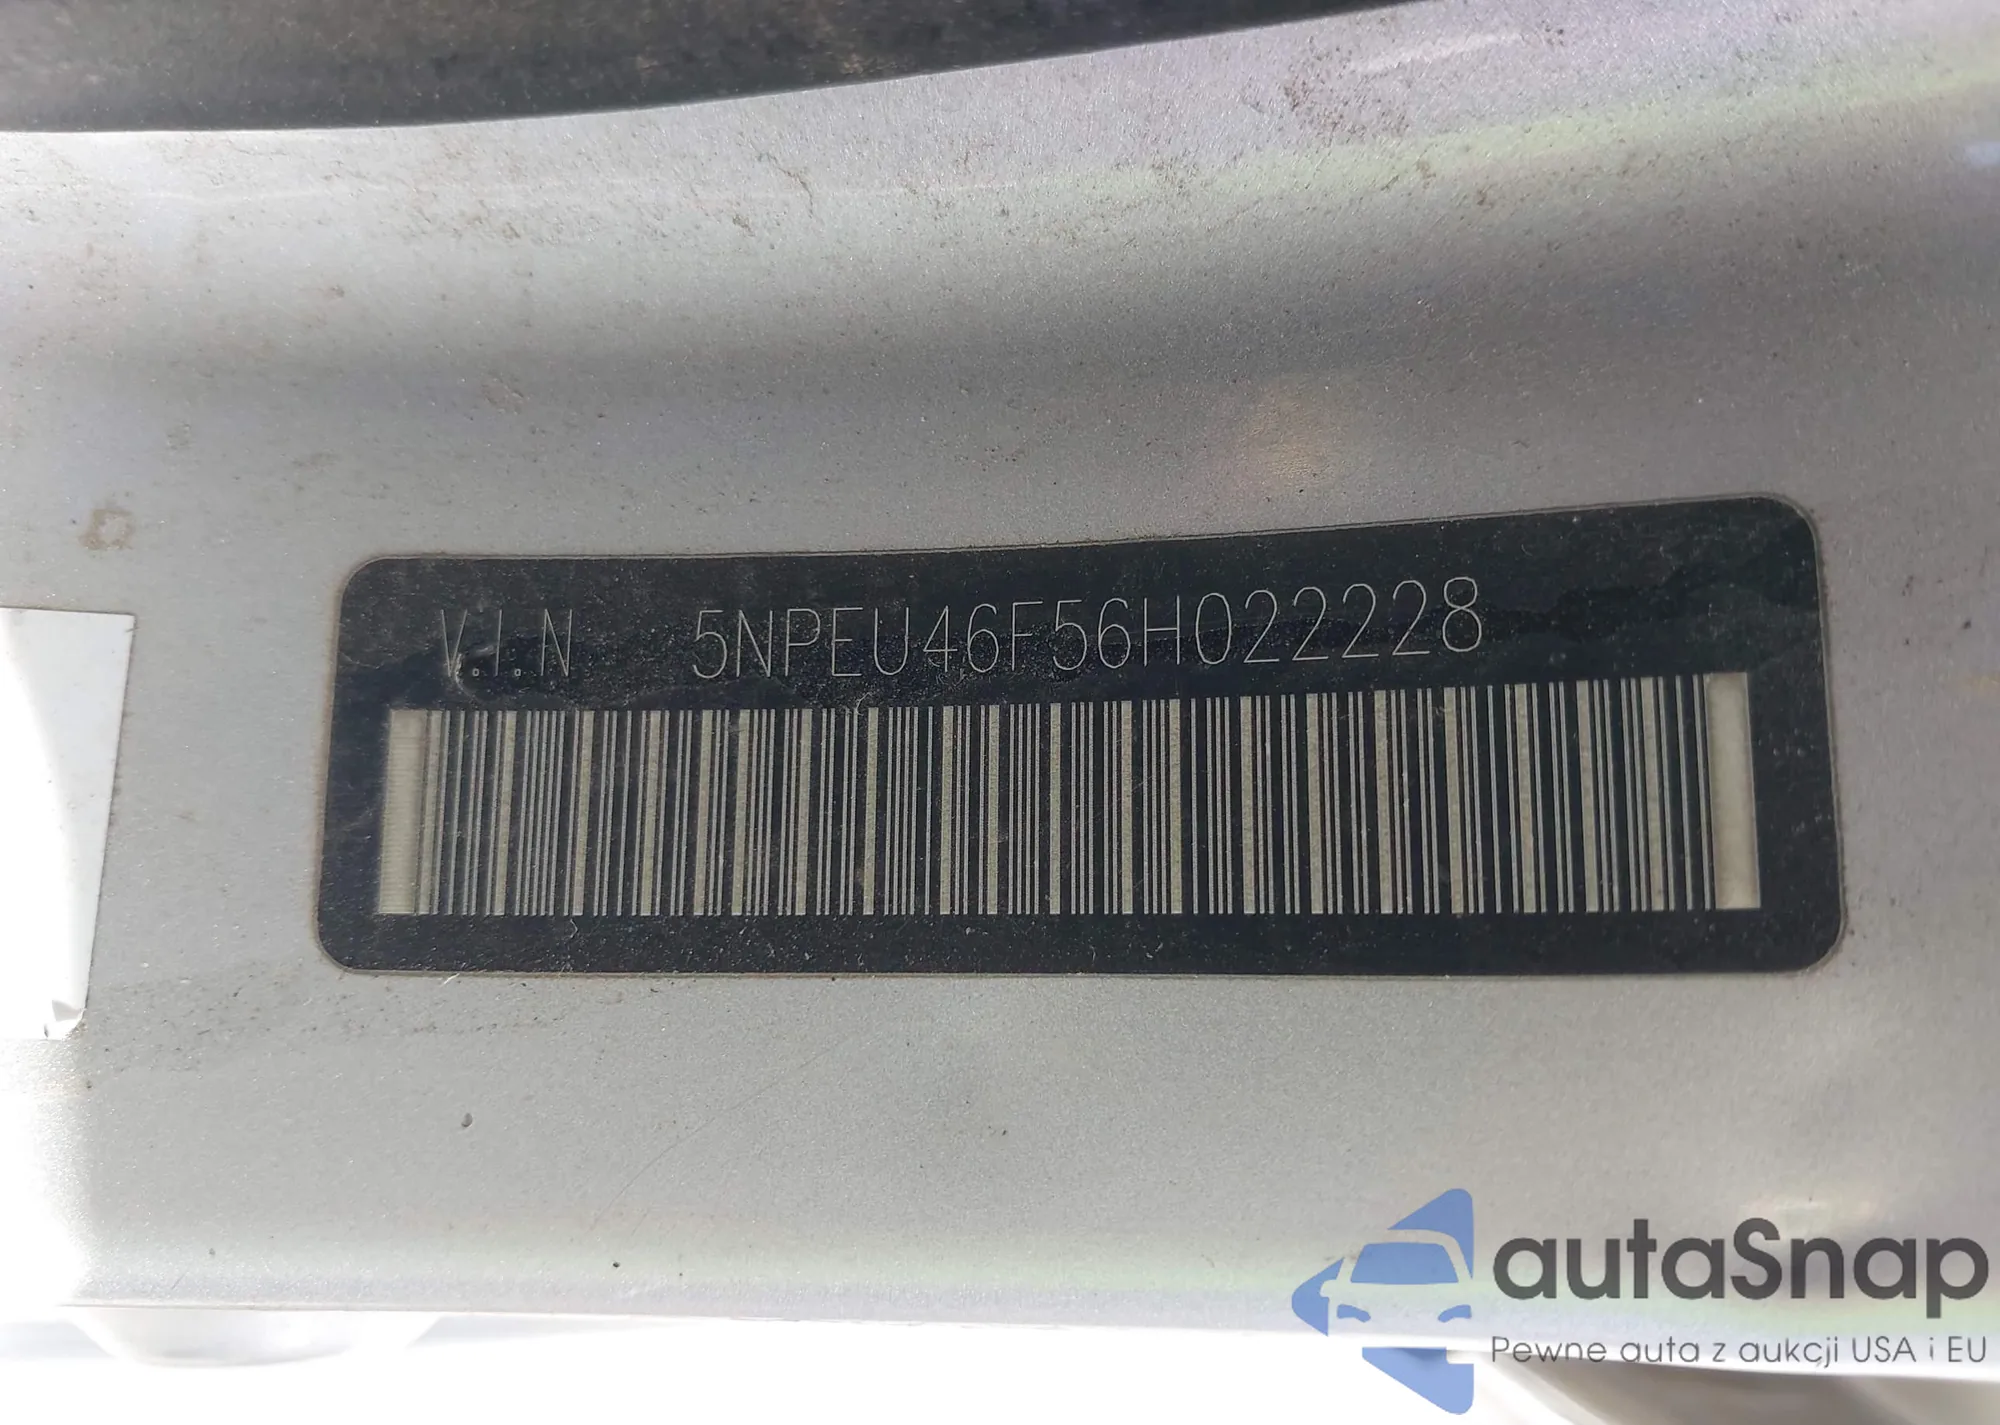 V.I.N 5NPEU46F56H022228
autaSnap
Pewne auta z aukcji USA i EU